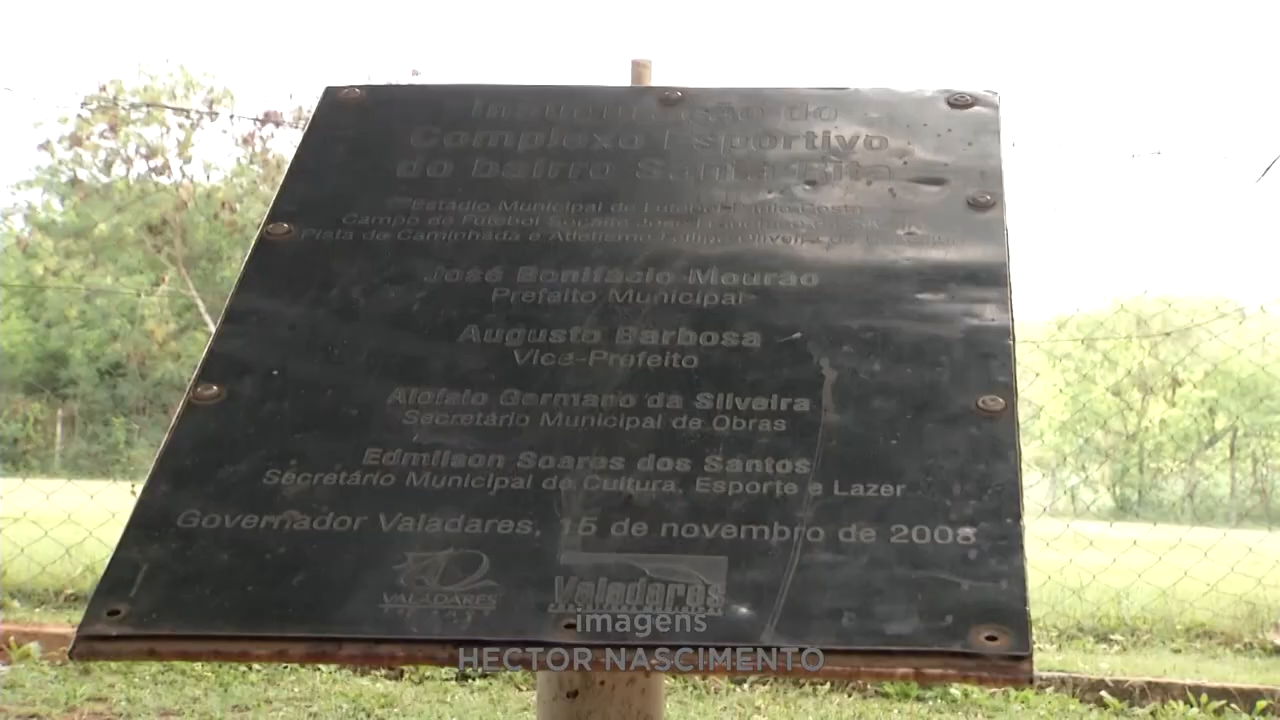 Inauguração do
Complexo Esportivo
do bairro Santa Rita
Estádio Municipal de Futebol Paulo Costa
Campo de Futebol Society José
Pista de Caminhada e Atletismo Oliveira
José Bonifácio Mourão
Prefeito Municipal
Augusto Barbosa
Vice-Prefeito
Aloízio Germano da Silveira
Secretário Municipal de Obras
Edmilson Soares dos Santos
Secretário Municipal de Cultura, Esporte e Lazer
Governador Valadares, 15 de novembro de 2008
VALADARES
Valadares
imagens
HECTOR NASCIMENTO